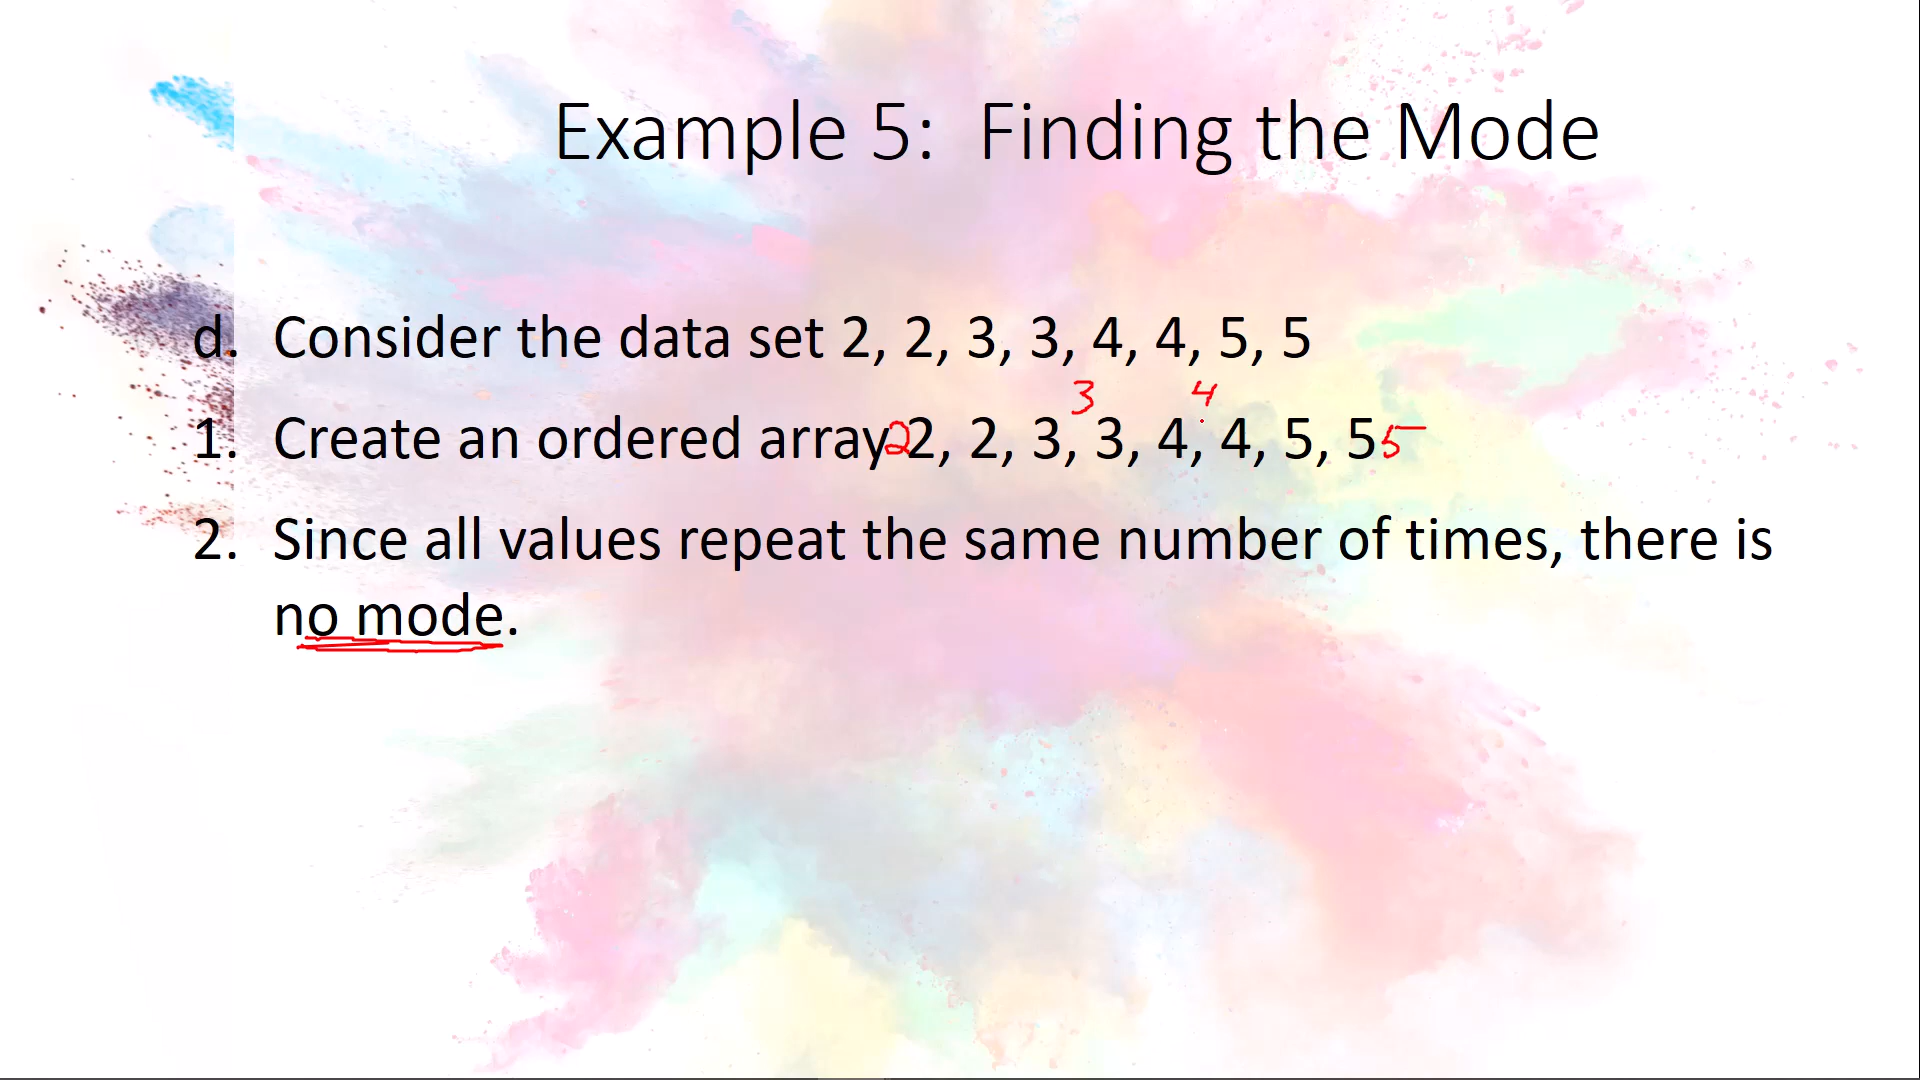 Example 5: Finding the Mode
d. Consider the data set 2, 2, 3, 3, 4, 4, 5, 5
3 4
1. Create an ordered array 2 2, 2, 3, 3, 4, 4, 5, 5 5
2. Since all values repeat the same number of times, there is
no mode.